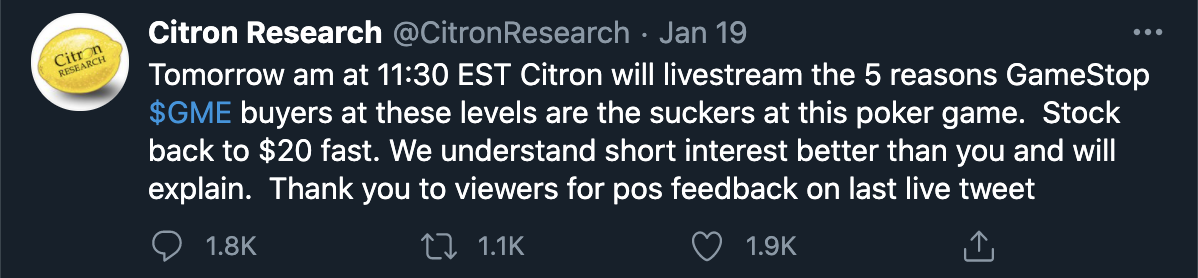 Citron
RESEARCH
Citron Research @CitronResearch · Jan 19
Tomorrow am at 11:30 EST Citron will livestream the 5 reasons GameStop
$GME buyers at these levels are the suckers at this poker game.  Stock
back to $20 fast. We understand short interest better than you and will
explain.  Thank you to viewers for pos feedback on last live tweet
1.8K 1.1K 1.9K